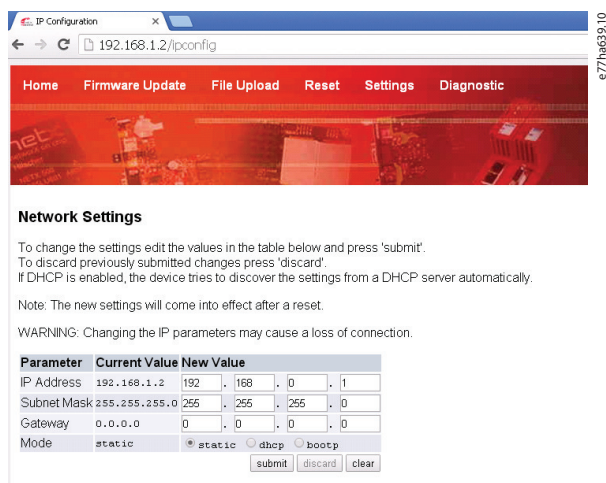 IP Configuration
192.168.1.2/ipconfig
e77ha639.10
Home Firmware Update File Upload Reset Settings Diagnostic
net
Network Settings
To change the settings edit the values in the table below and press 'submit'.
To discard previously submitted changes press 'discard'.
If DHCP is enabled, the device tries to discover the settings from a DHCP server automatically.
Note: The new settings will come into effect after a reset.
WARNING: Changing the IP parameters may cause a loss of connection.
Parameter Current Value New Value
IP Address 192.168.1.2 192 . 168 . 0 . 1
Subnet Mask 255.255.255.0 255 . 255 . 255 . 0
Gateway 0.0.0.0 0 . 0 . 0 . 0
Mode static static dhcp bootp
submit discard clear